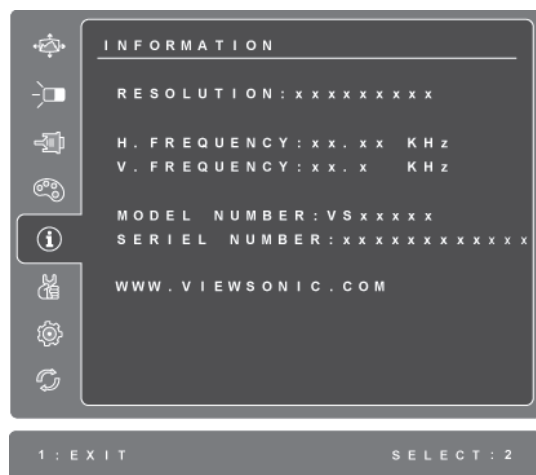 INFORMATION
RESOLUTION: xxxxxxxxx
H. FREQUENCY: xx.xx KHz
V. FREQUENCY: xx.x KHz
MODEL NUMBER: VSxxxxx
SERIEL NUMBER: xxxxxxxxxxxx
WWW.VIEWSONIC.COM
1:EXIT SELECT:2